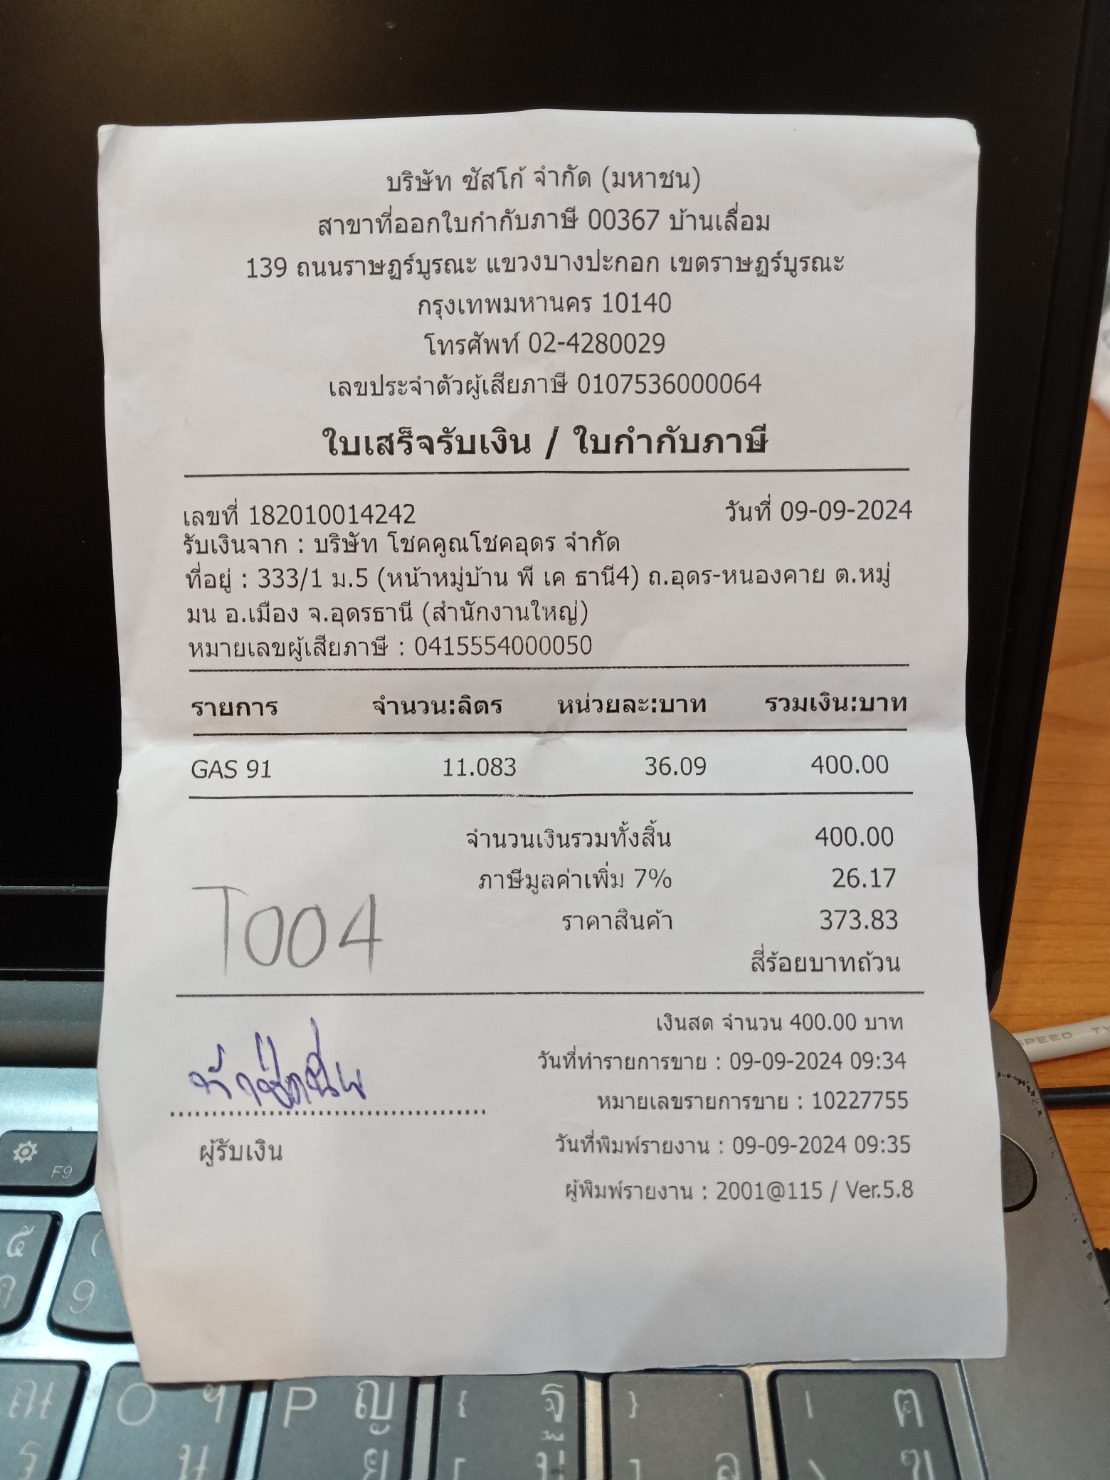 บริษัท ซัสโก้ จำกัด (มหาชน)
สาขาที่ออกใบกำกับภาษี 00367 บ้านเลื่อม
139 ถนนราษฎร์บูรณะ แขวงบางปะกอก เขตราษฎร์บูรณะ
กรุงเทพมหานคร 10140
โทรศัพท์ 02-4280029
เลขประจำตัวผู้เสียภาษี 0107536000064
ใบเสร็จรับเงิน / ใบกำกับภาษี
เลขที่ 182010014242 วันที่ 09-09-2024
รับเงินจาก : บริษัท โชคคูณโชคอุดร จำกัด
ที่อยู่ : 333/1 ม.5 (หน้าหมู่บ้าน พี เค ธานี4) ถ.อุดร-หนองคาย ต.หมู
มน อ.เมือง จ.อุดรธานี (สำนักงานใหญ่)
หมายเลขผู้เสียภาษี : 0415554000050
รายการ จำนวน:ลิตร หน่วยละ:บาท รวมเงิน:บาท
GAS 91 11.083 36.09 400.00
จำนวนเงินรวมทั้งสิ้น 400.00
ภาษีมูลค่าเพิ่ม 7% 26.17
ราคาสินค้า 373.83
T004
สี่ร้อยบาทถ้วน
เงินสด จำนวน 400.00 บาท
วันที่ทำรายการขาย : 09-09-2024 09:34
หมายเลขรายการขาย : 10227755
ผู้รับเงิน
วันที่พิมพ์รายงาน : 09-09-2024 09:35
ผู้พิมพ์รายงาน : 2001@115 / Ver.5.8
F9
๕ ค ( 9
ณ ร O ฯ น P ญ ย { ฐ [ บ } , ] ล | ฅ \ ฃ
SPEED